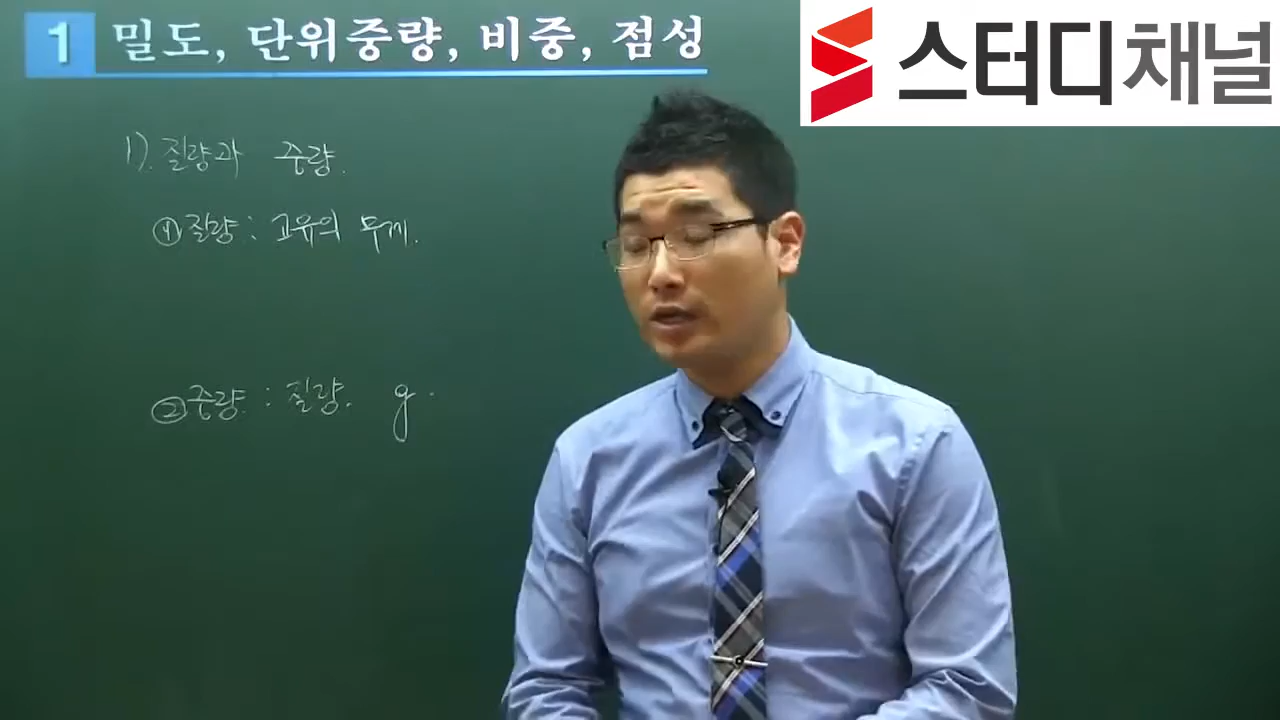 1 밀도, 단위중량, 비중, 점성
스터디채널
1). 질량과 중량.
① 질량 : 고유의 무게.
② 중량 : 질량. g.